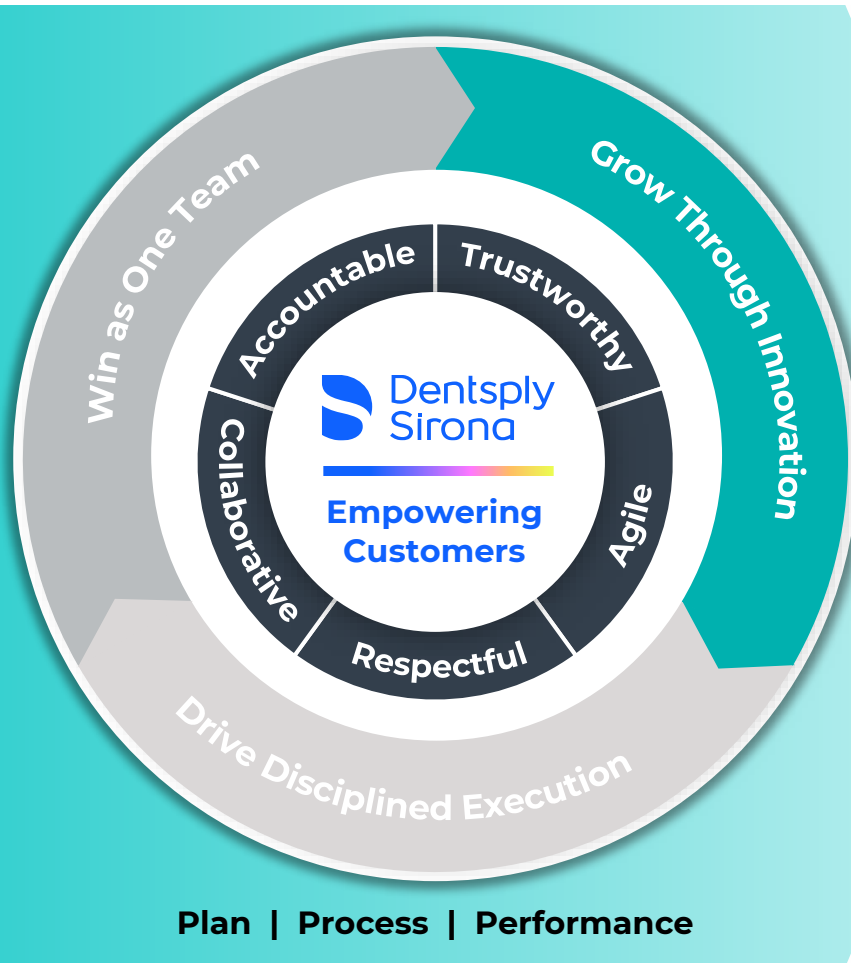 Win as One Team
Grow Through Innovation
Drive Disciplined Execution
Accountable
Trustworthy
Agile
Respectful
Collaborative
Dentsply
Sirona
Empowering
Customers
Plan | Process | Performance